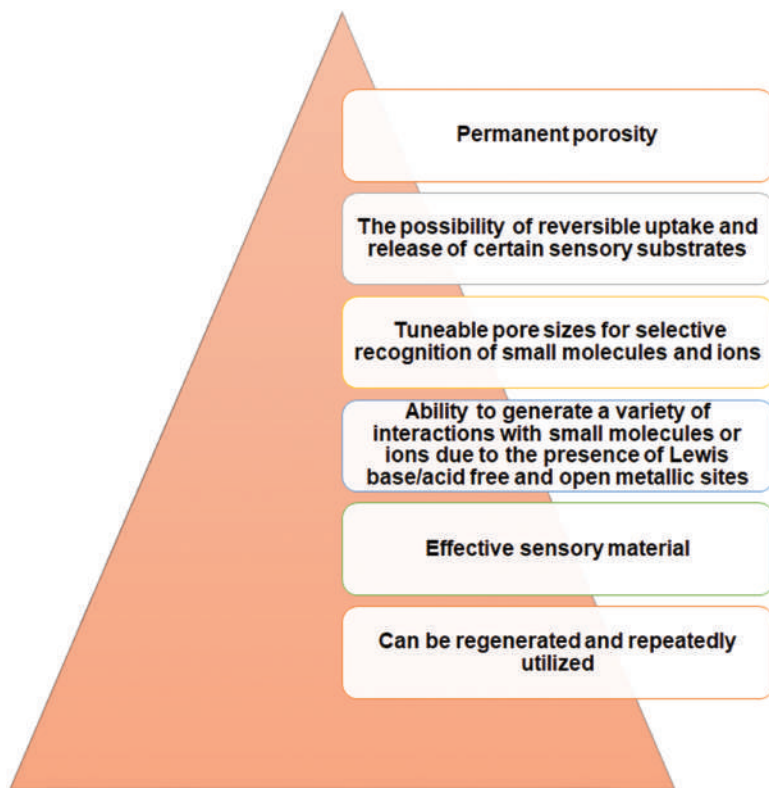 Permanent porosity
The possibility of reversible uptake and
release of certain sensory substrates
Tuneable pore sizes for selective
recognition of small molecules and ions
Ability to generate a variety of
interactions with small molecules or
ions due to the presence of Lewis
base/acid free and open metallic sites
Effective sensory material
Can be regenerated and repeatedly
utilized